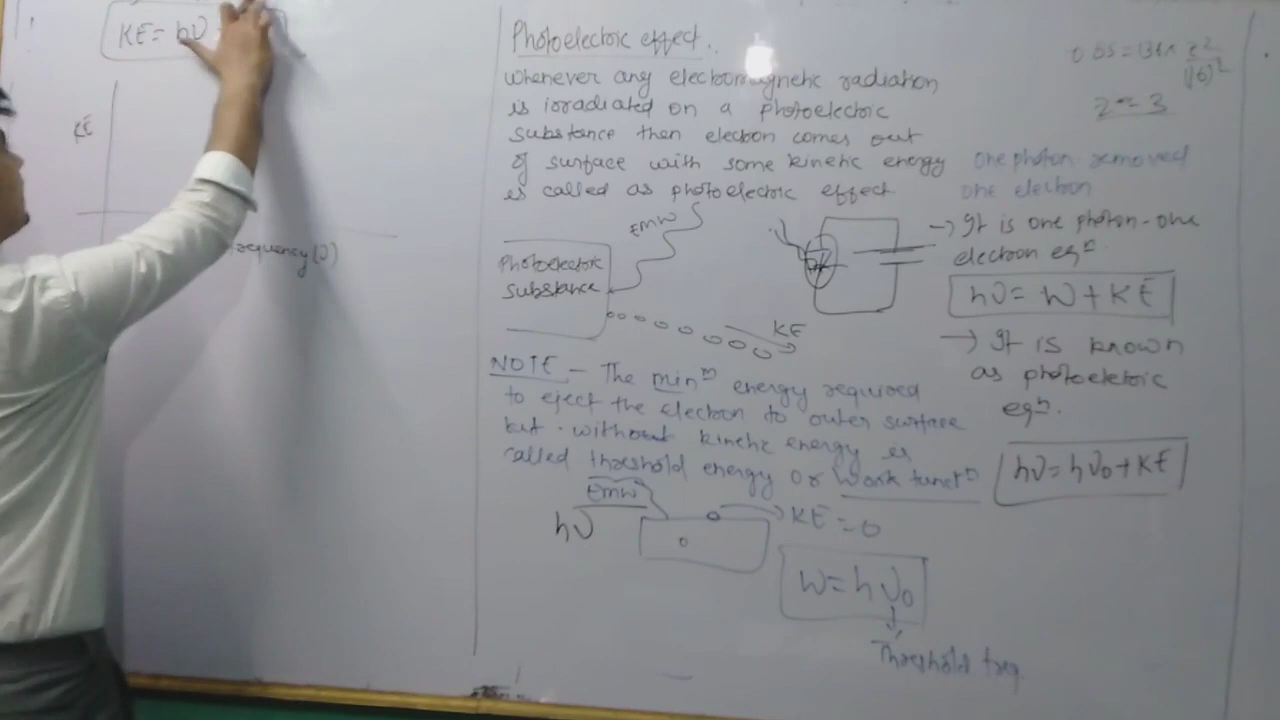 KE = hν
KE
frequency(ν)
Photoelectric effect..
whenever any electromagnetic radiation
is irradiated on a photoelectric
substance then electron comes out
of surface with some kinetic energy
is called as photoelectric effect
EMW
Photoelectric
substance
KE
NOTE - The minᵐ energy required
to eject the electron to outer surface
but without kinetic energy is
called threshold energy or Work functⁿ
EMW
hν
KE = 0
W = hν₀
Threshold freq
z = 3
one photon removed
one electron
→ It is one photon-one
electron eqⁿ
hν = W + KE
→ It is known
as photoeletoric
eqⁿ.
hν = hν₀ + KE